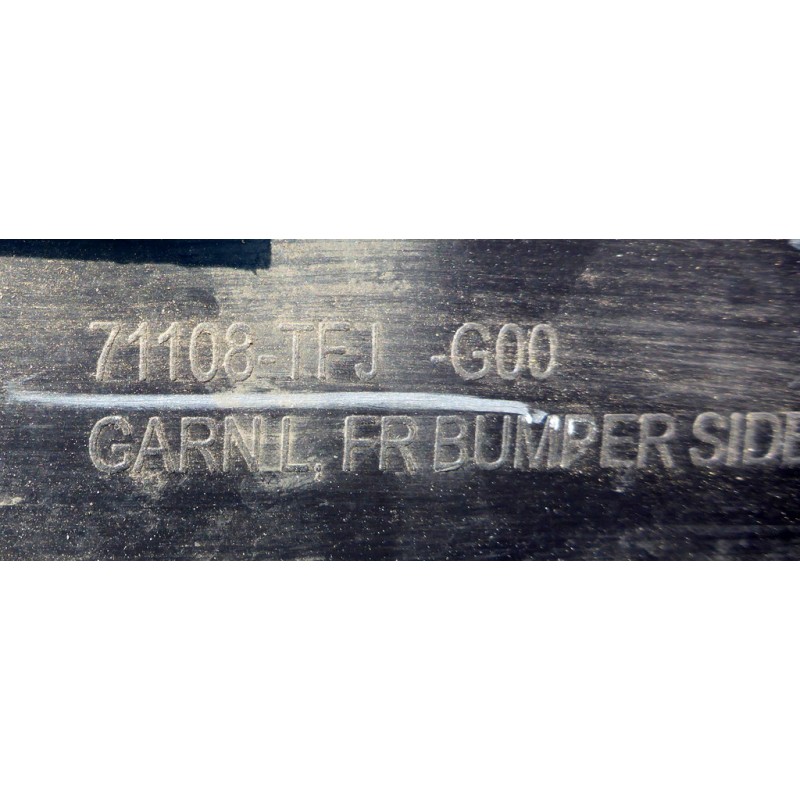 71108-TFJ -G00
GARN L, FR BUMPER SIDE